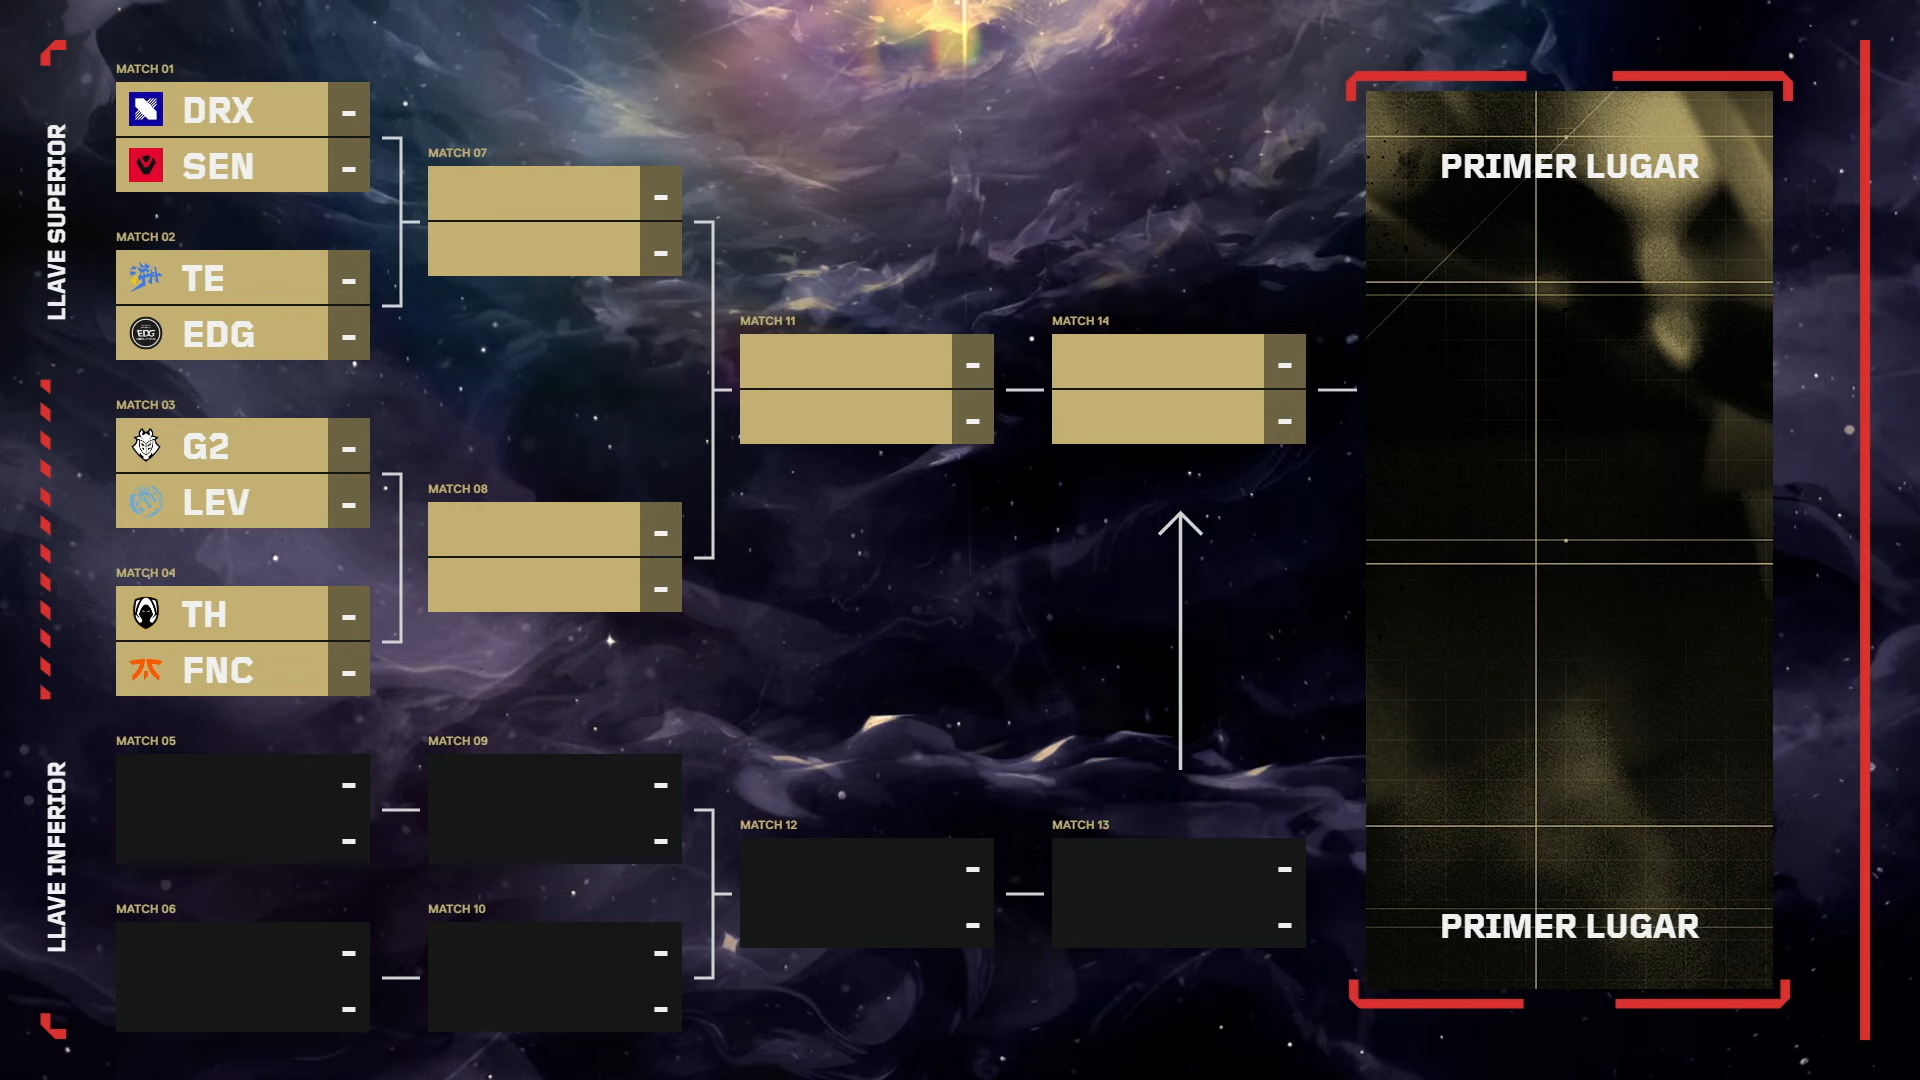 LLAVE SUPERIOR
MATCH 01
DRX -
SEN -
MATCH 02
TE -
EDG
EDG -
MATCH 03
G2 -
LEV -
MATCH 04
TH -
FNC -
MATCH 07
-
-
MATCH 08
-
-
MATCH 11
-
-
MATCH 14
-
-
LLAVE INFERIOR
MATCH 05
-
-
MATCH 06
-
-
MATCH 09
-
-
MATCH 10
-
-
MATCH 12
-
-
MATCH 13
-
-
PRIMER LUGAR
PRIMER LUGAR